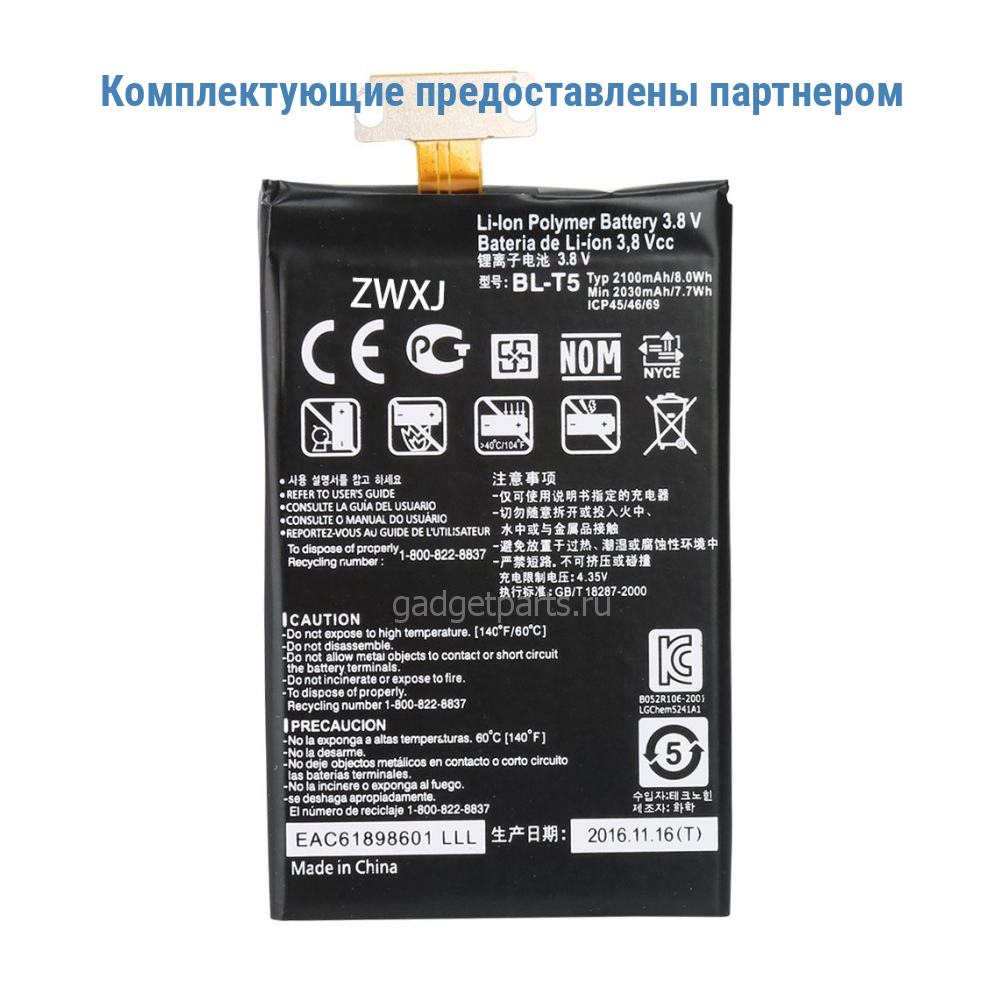 Комплектующие предоставлены партнером
Li-Ion Polymer Battery 3.8 V
Bateria de Li-íon 3,8 Vcc
锂离子电池 3.8 V
型号: BL-T5 Typ 2100mAh/8.0Wh
Min 2030mAh/7.7Wh
ICP45/46/69
ZWXJ
CE PCT NOM NYCE
>40°C/104°F
• 사용 설명서를 참고 하세요
• REFER TO USER'S GUIDE
• CONSULTE LA GUÍA DEL USUARIO
• CONSULTE O MANUAL DO USUÁRIO
• REPORTEZ-VOUS AU GUIDE DE L'UTILISATEUR
To dispose of properly
Recycling number : 1-800-822-8837
注意事项
-仅可使用说明书指定的充电器
-切勿随意拆开或投入火中、
水中或与金属品接触
-避免放置于过热、潮湿或腐蚀性环境中
-严禁短路. 不可挤压或碰撞
充电限制电压: 4.35V
执行标准: GB/T 18287-2000
gadgetparts.ru
!CAUTION
-Do not expose to high temperature. [140°F/60°C]
-Do not disassemble.
-Do not allow metal objects to contact or short circuit
the battery terminals.
-Do not incinerate or expose to fire.
-To dispose of properly.
Recycling number 1-800-822-8837
B052R106-2001
LGChem5241A1
!PRECAUCION
-No la exponga a altas temperaturas. 60°C [140°F]
-No la desarme.
-No deje objetos metálicos en contacto o corto circuito
las baterías terminales.
-No la incinere o exponga al fuego.
-se deshaga apropiadamente.
El número de reciclaje 1-800-822-8837
5
수입자:테크노힐
제조자: 화학
EAC61898601 LLL 生产日期: 2016.11.16(T)
Made in China